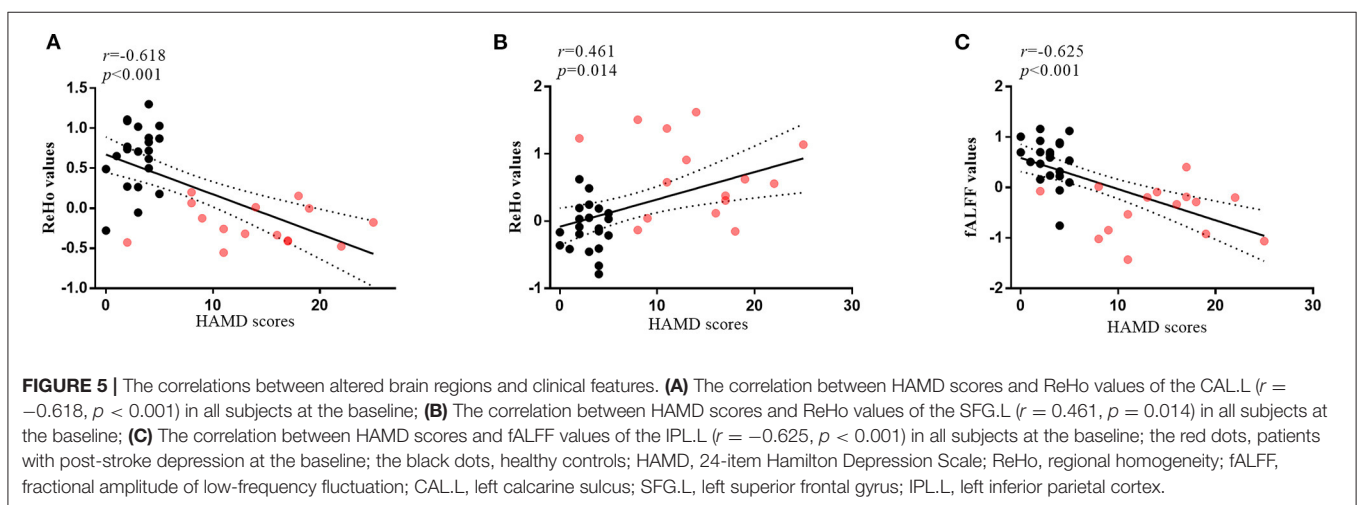 A
r=-0.618
p<0.001
ReHo values
1.5
1.0
0.5
0.0
-0.5
-1.0
0
10
20
HAMD scores
B
r=0.461
p=0.014
ReHo values
2
1
0
-1
0
10
20
30
HAMD scores
C
r=-0.625
p<0.001
fALFF values
2
1
0
-1
-2
0
10
20
30
HAMD scores
FIGURE 5 | The correlations between altered brain regions and clinical features. (A) The correlation between HAMD scores and ReHo values of the CAL.L (r =
−0.618, p < 0.001) in all subjects at the baseline; (B) The correlation between HAMD scores and ReHo values of the SFG.L (r = 0.461, p = 0.014) in all subjects at
the baseline; (C) The correlation between HAMD scores and fALFF values of the IPL.L (r = −0.625, p < 0.001) in all subjects at the baseline; the red dots, patients
with post-stroke depression at the baseline; the black dots, healthy controls; HAMD, 24-item Hamilton Depression Scale; ReHo, regional homogeneity; fALFF,
fractional amplitude of low-frequency fluctuation; CAL.L, left calcarine sulcus; SFG.L, left superior frontal gyrus; IPL.L, left inferior parietal cortex.